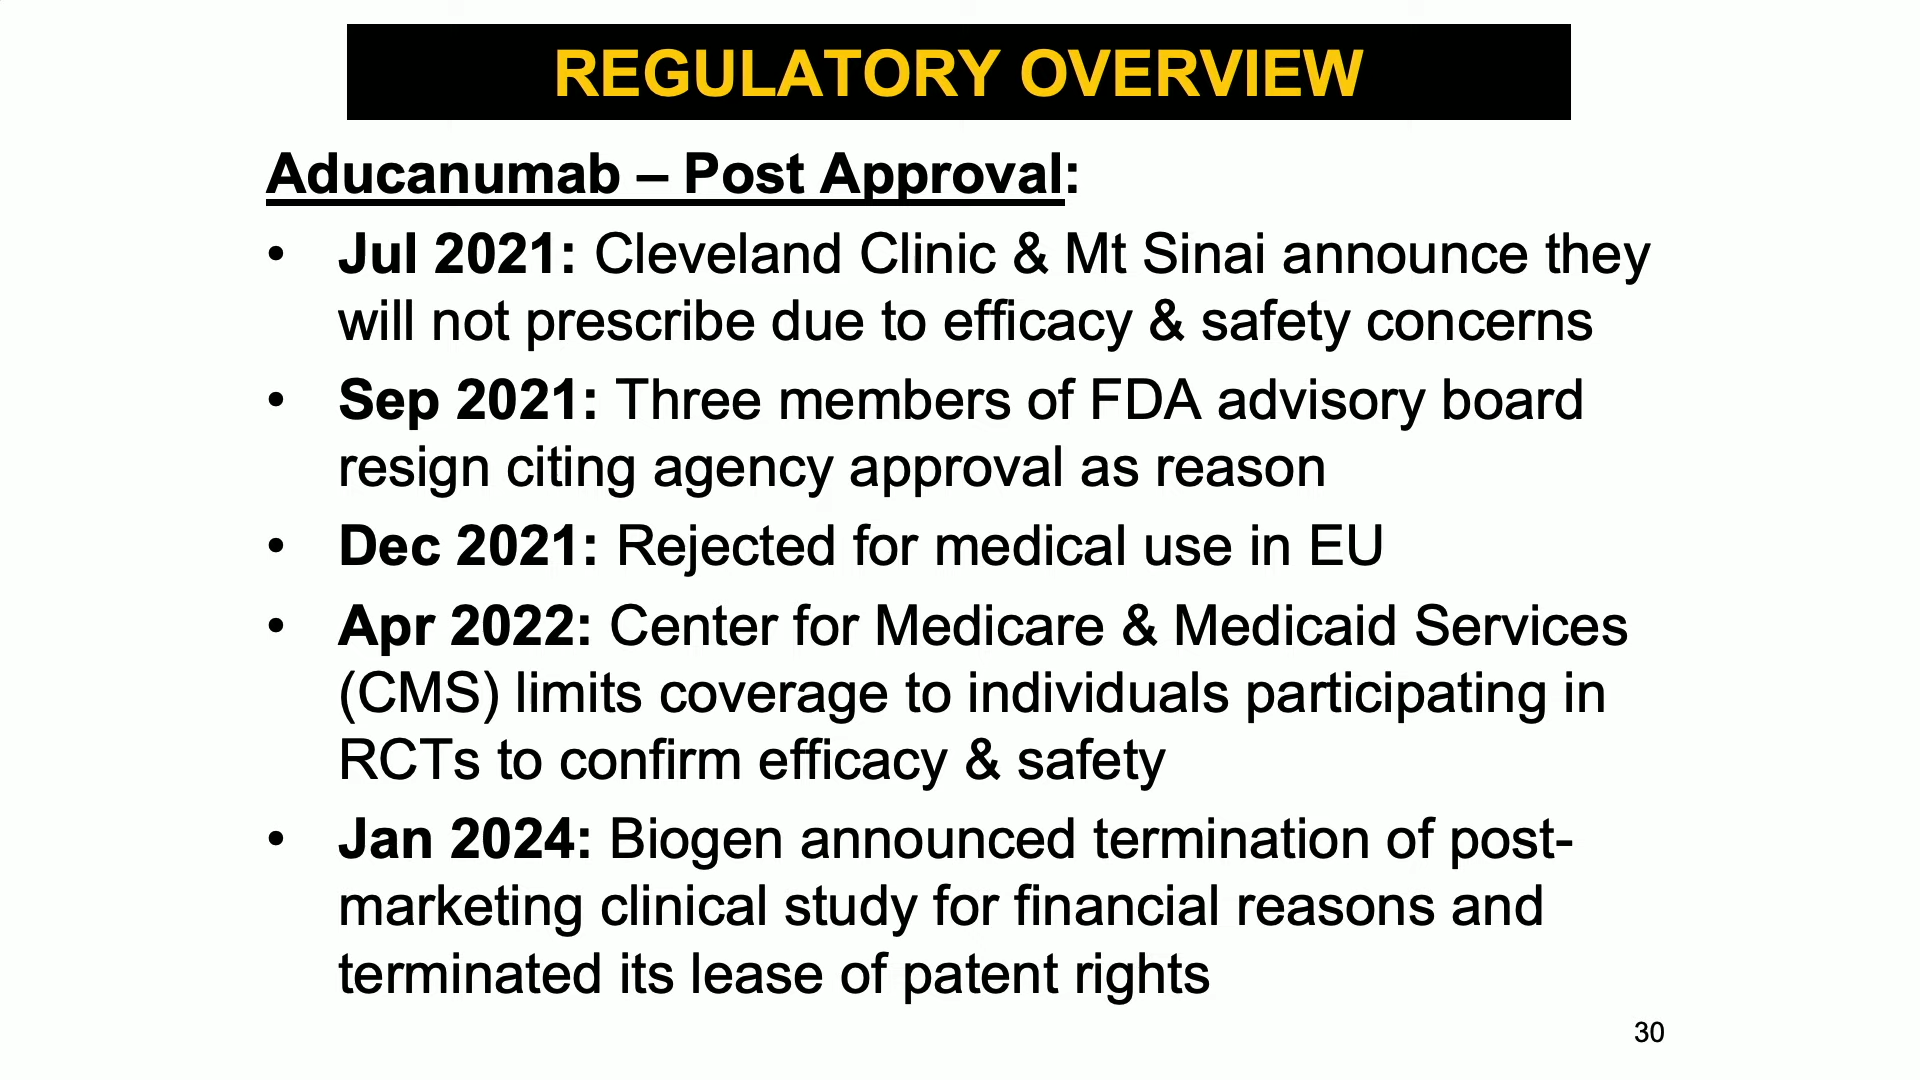 REGULATORY OVERVIEW
Aducanumab – Post Approval:
• Jul 2021: Cleveland Clinic & Mt Sinai announce they
will not prescribe due to efficacy & safety concerns
• Sep 2021: Three members of FDA advisory board
resign citing agency approval as reason
• Dec 2021: Rejected for medical use in EU
• Apr 2022: Center for Medicare & Medicaid Services
(CMS) limits coverage to individuals participating in
RCTs to confirm efficacy & safety
• Jan 2024: Biogen announced termination of post-
marketing clinical study for financial reasons and
terminated its lease of patent rights
30